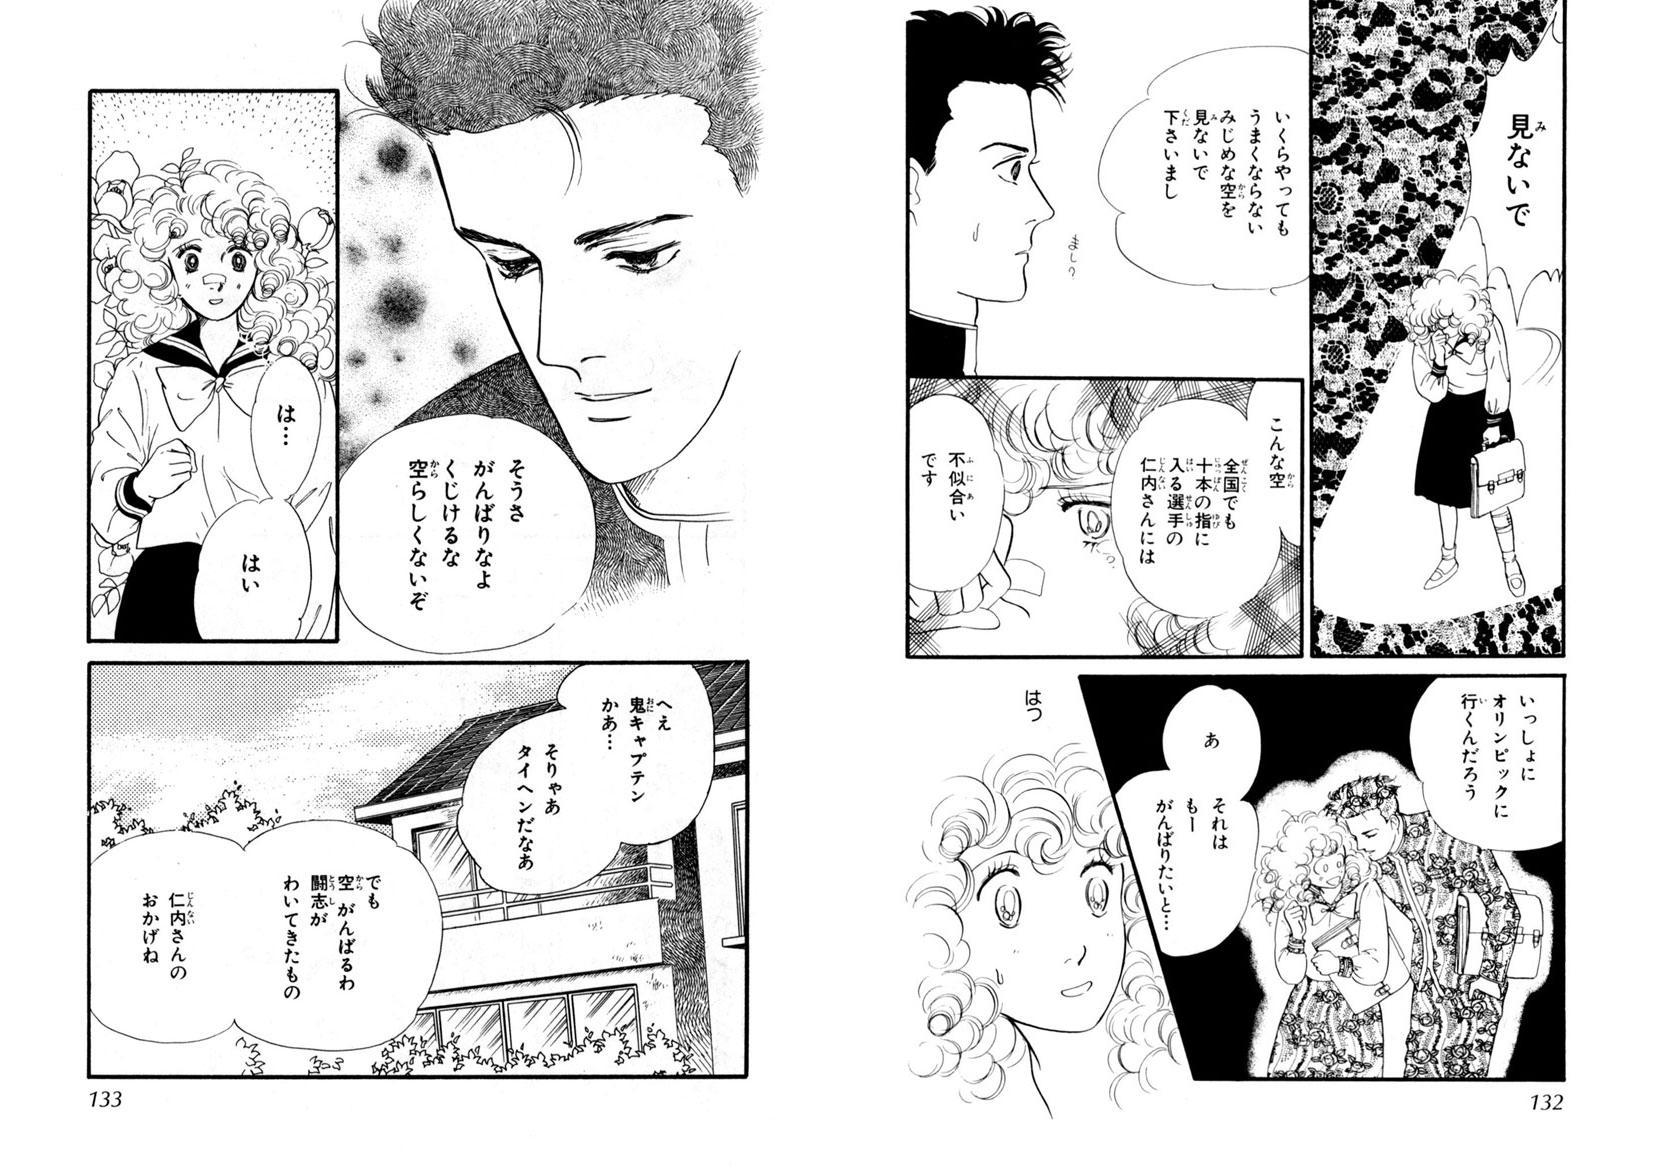 見ないで
いくらやっても
うまくならない
みじめな空を
見ないで
下さいまし
まし?
こんな空
全国でも
十本の指に
入る選手の
仁内さんには
不似合い
です
いっしょに
オリンピックに
行くんだろう
あ
それは
もー
がんばりたいと…
はっ
そうさ
がんばりなよ
くじけるな
空らしくないぞ
は…
はい
へえ
鬼キャプテン
かあ…
そりゃあ
タイヘンだなあ
でも
空 がんばるわ
闘志が
わいてきたもの
仁内さんの
おかげね
132
133